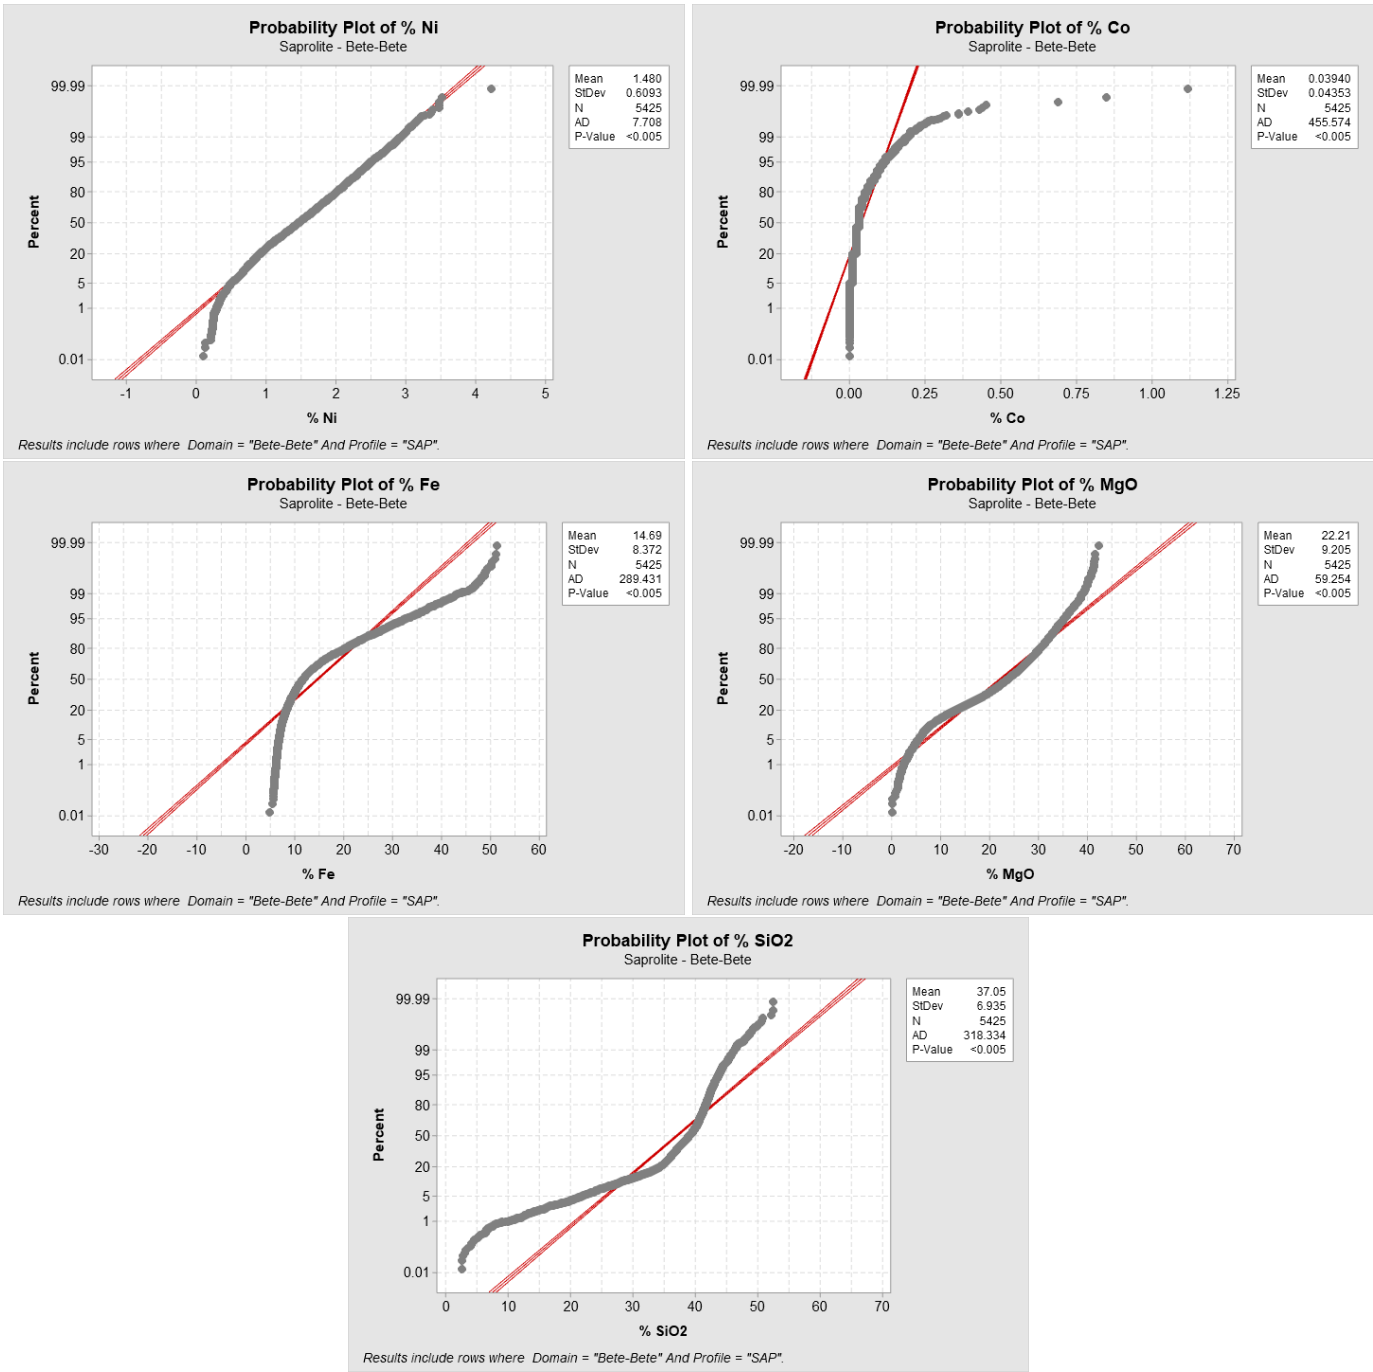 Probability Plot of % Ni
Saprolite - Bete-Bete
Mean 1.480
StDev 0.6093
N 5425
AD 7.708
P-Value <0.005
99.99
99
95
80
50
20
5
1
0.01
Percent
-1 0 1 2 3 4 5
% Ni
Results include rows where Domain = "Bete-Bete" And Profile = "SAP".
Probability Plot of % Co
Saprolite - Bete-Bete
Mean 0.03940
StDev 0.04353
N 5425
AD 455.574
P-Value <0.005
99.99
99
95
80
50
20
5
1
0.01
Percent
0.00 0.25 0.50 0.75 1.00 1.25
% Co
Results include rows where Domain = "Bete-Bete" And Profile = "SAP".
Probability Plot of % Fe
Saprolite - Bete-Bete
Mean 14.69
StDev 8.372
N 5425
AD 289.431
P-Value <0.005
99.99
99
95
80
50
20
5
1
0.01
Percent
-30 -20 -10 0 10 20 30 40 50 60
% Fe
Results include rows where Domain = "Bete-Bete" And Profile = "SAP".
Probability Plot of % MgO
Saprolite - Bete-Bete
Mean 22.21
StDev 9.205
N 5425
AD 59.254
P-Value <0.005
99.99
99
95
80
50
20
5
1
0.01
Percent
-20 -10 0 10 20 30 40 50 60 70
% MgO
Results include rows where Domain = "Bete-Bete" And Profile = "SAP".
Probability Plot of % SiO2
Saprolite - Bete-Bete
Mean 37.05
StDev 6.935
N 5425
AD 318.334
P-Value <0.005
99.99
99
95
80
50
20
5
1
0.01
Percent
0 10 20 30 40 50 60 70
% SiO2
Results include rows where Domain = "Bete-Bete" And Profile = "SAP".